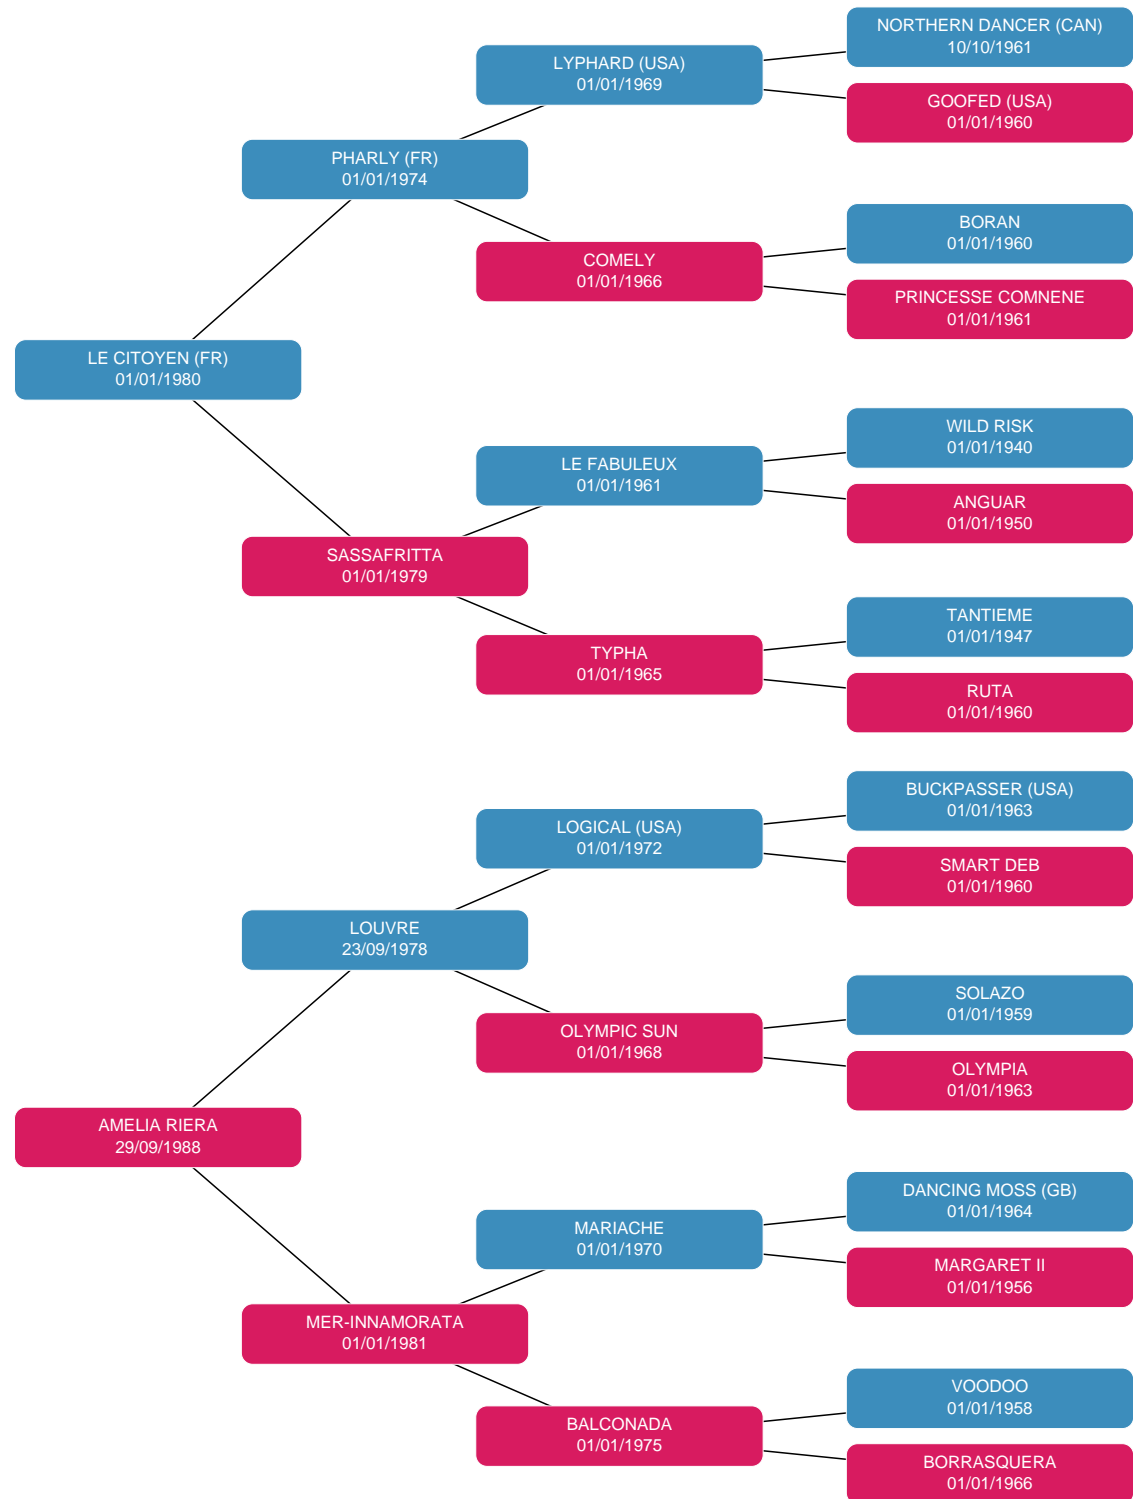 NORTHERN DANCER (CAN)
10/10/1961
LYPHARD (USA)
01/01/1969
GOOFED (USA)
01/01/1960
PHARLY (FR)
01/01/1974
BORAN
01/01/1960
COMELY
01/01/1966
PRINCESSE COMNENE
01/01/1961
LE CITOYEN (FR)
01/01/1980
WILD RISK
01/01/1940
LE FABULEUX
01/01/1961
ANGUAR
01/01/1950
SASSAFRITTA
01/01/1979
TANTIEME
01/01/1947
TYPHA
01/01/1965
RUTA
01/01/1960
BUCKPASSER (USA)
01/01/1963
LOGICAL (USA)
01/01/1972
SMART DEB
01/01/1960
LOUVRE
23/09/1978
SOLAZO
01/01/1959
OLYMPIC SUN
01/01/1968
OLYMPIA
01/01/1963
AMELIA RIERA
29/09/1988
DANCING MOSS (GB)
01/01/1964
MARIACHE
01/01/1970
MARGARET II
01/01/1956
MER-INNAMORATA
01/01/1981
VOODOO
01/01/1958
BALCONADA
01/01/1975
BORRASQUERA
01/01/1966